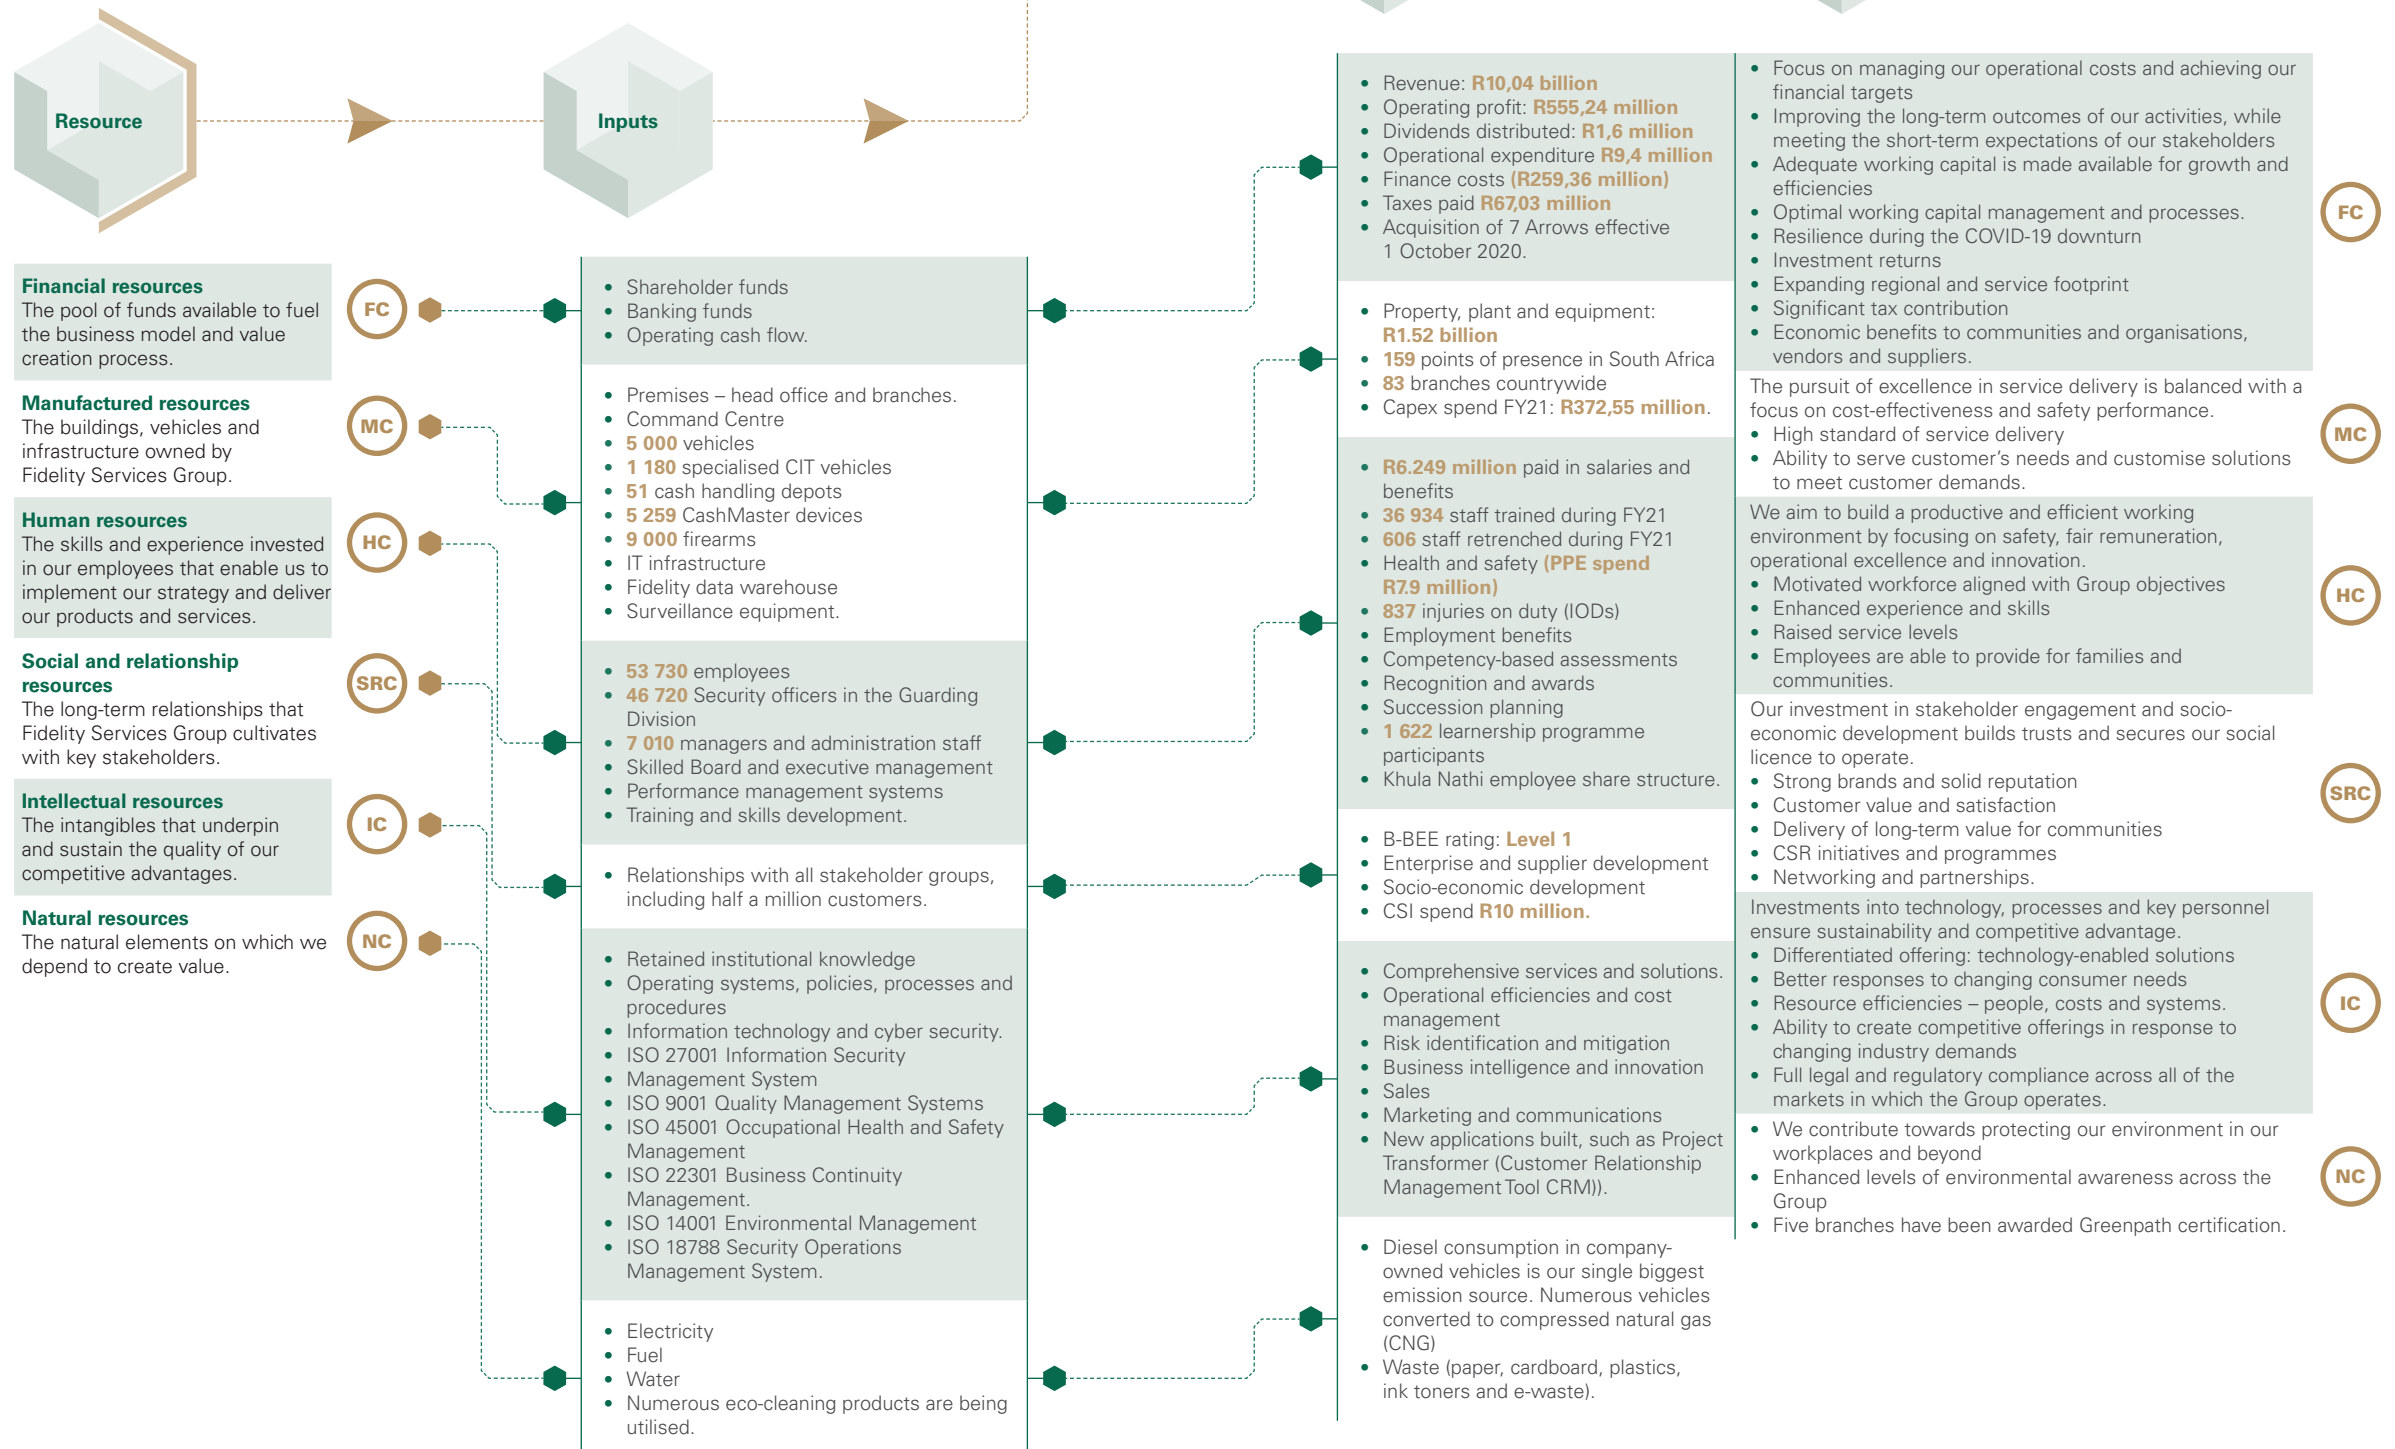 Resource
Inputs
Financial resources
The pool of funds available to fuel
the business model and value
creation process.
FC
Manufactured resources
The buildings, vehicles and
infrastructure owned by
Fidelity Services Group.
MC
Human resources
The skills and experience invested
in our employees that enable us to
implement our strategy and deliver
our products and services.
HC
Social and relationship
resources
The long-term relationships that
Fidelity Services Group cultivates
with key stakeholders.
SRC
Intellectual resources
The intangibles that underpin
and sustain the quality of our
competitive advantages.
IC
Natural resources
The natural elements on which we
depend to create value.
NC
• Shareholder funds
• Banking funds
• Operating cash flow.
• Premises – head office and branches.
• Command Centre
• 5 000 vehicles
• 1 180 specialised CIT vehicles
• 51 cash handling depots
• 5 259 CashMaster devices
• 9 000 firearms
• IT infrastructure
• Fidelity data warehouse
• Surveillance equipment.
• 53 730 employees
• 46 720 Security officers in the Guarding
Division
• 7 010 managers and administration staff
• Skilled Board and executive management
• Performance management systems
• Training and skills development.
• Relationships with all stakeholder groups,
including half a million customers.
• Retained institutional knowledge
• Operating systems, policies, processes and
procedures
• Information technology and cyber security.
• ISO 27001 Information Security
• Management System
• ISO 9001 Quality Management Systems
• ISO 45001 Occupational Health and Safety
Management
• ISO 22301 Business Continuity
Management.
• ISO 14001 Environmental Management
• ISO 18788 Security Operations
Management System.
• Electricity
• Fuel
• Water
• Numerous eco-cleaning products are being
utilised.
• Revenue: R10,04 billion
• Operating profit: R555,24 million
• Dividends distributed: R1,6 million
• Operational expenditure R9,4 million
• Finance costs (R259,36 million)
• Taxes paid R67,03 million
• Acquisition of 7 Arrows effective
1 October 2020.
• Property, plant and equipment:
R1.52 billion
• 159 points of presence in South Africa
• 83 branches countrywide
• Capex spend FY21: R372,55 million.
• R6.249 million paid in salaries and
benefits
• 36 934 staff trained during FY21
• 606 staff retrenched during FY21
• Health and safety (PPE spend
R7.9 million)
• 837 injuries on duty (IODs)
• Employment benefits
• Competency-based assessments
• Recognition and awards
• Succession planning
• 1 622 learnership programme
participants
• Khula Nathi employee share structure.
• B-BEE rating: Level 1
• Enterprise and supplier development
• Socio-economic development
• CSI spend R10 million.
• Comprehensive services and solutions.
• Operational efficiencies and cost
management
• Risk identification and mitigation
• Business intelligence and innovation
• Sales
• Marketing and communications
• New applications built, such as Project
Transformer (Customer Relationship
Management Tool CRM)).
• Diesel consumption in company-
owned vehicles is our single biggest
emission source. Numerous vehicles
converted to compressed natural gas
(CNG)
• Waste (paper, cardboard, plastics,
ink toners and e-waste).
• Focus on managing our operational costs and achieving our
financial targets
• Improving the long-term outcomes of our activities, while
meeting the short-term expectations of our stakeholders
• Adequate working capital is made available for growth and
efficiencies
• Optimal working capital management and processes.
• Resilience during the COVID-19 downturn
• Investment returns
• Expanding regional and service footprint
• Significant tax contribution
• Economic benefits to communities and organisations,
vendors and suppliers.
FC
The pursuit of excellence in service delivery is balanced with a
focus on cost-effectiveness and safety performance.
• High standard of service delivery
• Ability to serve customer's needs and customise solutions
to meet customer demands.
MC
We aim to build a productive and efficient working
environment by focusing on safety, fair remuneration,
operational excellence and innovation.
• Motivated workforce aligned with Group objectives
• Enhanced experience and skills
• Raised service levels
• Employees are able to provide for families and
communities.
HC
Our investment in stakeholder engagement and socio-
economic development builds trusts and secures our social
licence to operate.
• Strong brands and solid reputation
• Customer value and satisfaction
• Delivery of long-term value for communities
• CSR initiatives and programmes
• Networking and partnerships.
SRC
Investments into technology, processes and key personnel
ensure sustainability and competitive advantage.
• Differentiated offering: technology-enabled solutions
• Better responses to changing consumer needs
• Resource efficiencies – people, costs and systems.
• Ability to create competitive offerings in response to
changing industry demands
• Full legal and regulatory compliance across all of the
markets in which the Group operates.
IC
• We contribute towards protecting our environment in our
workplaces and beyond
• Enhanced levels of environmental awareness across the
Group
• Five branches have been awarded Greenpath certification.
NC